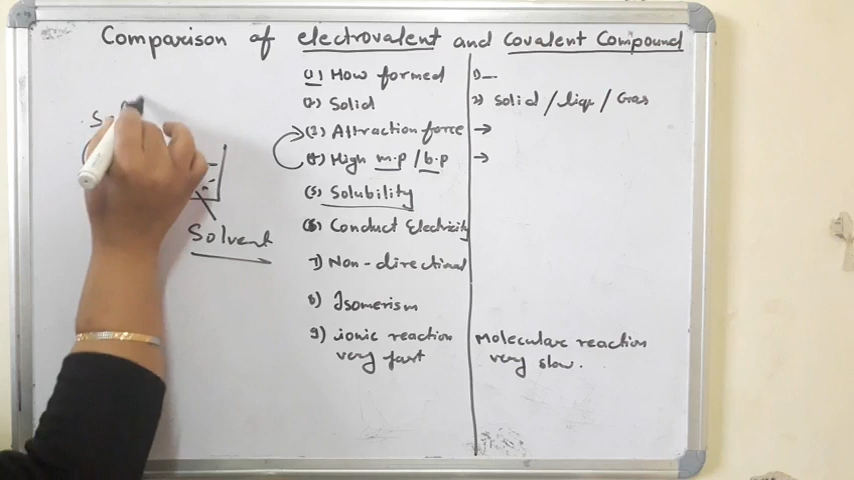 Comparison of electrovalent and Covalent Compound
(1) How formed 1) —
(2) Solid 2) Solid / liqp / Gas
(3) Attraction force →
(4) High m.p / b.p →
(5) Solubility
(6) Conduct Electricity
7) Non-directional
8) Isomerism
9) ionic reaction very fast
Molecular reaction very slow.
S
Solvent